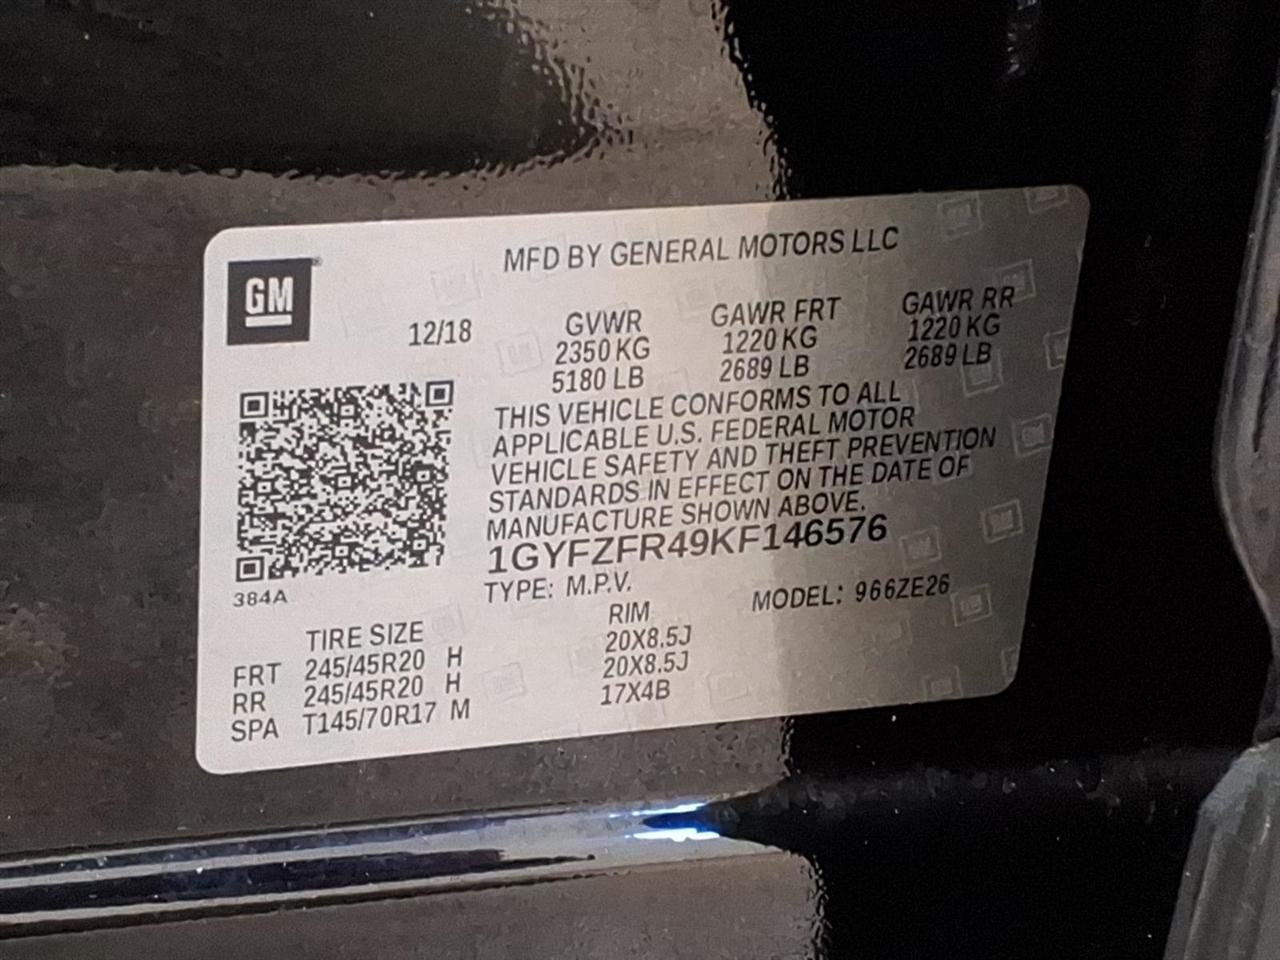 GM
MFD BY GENERAL MOTORS LLC
12/18
GVWR GAWR FRT GAWR RR
2350 KG 1220 KG 1220 KG
5180 LB 2689 LB 2689 LB
THIS VEHICLE CONFORMS TO ALL
APPLICABLE U.S. FEDERAL MOTOR
VEHICLE SAFETY AND THEFT PREVENTION
STANDARDS IN EFFECT ON THE DATE OF
MANUFACTURE SHOWN ABOVE.
1GYFZFR49KF146576
384A
TYPE: M.P.V. MODEL: 966ZE26
TIRE SIZE RIM
FRT 245/45R20 H 20X8.5J
RR 245/45R20 H 20X8.5J
SPA T145/70R17 M 17X4B